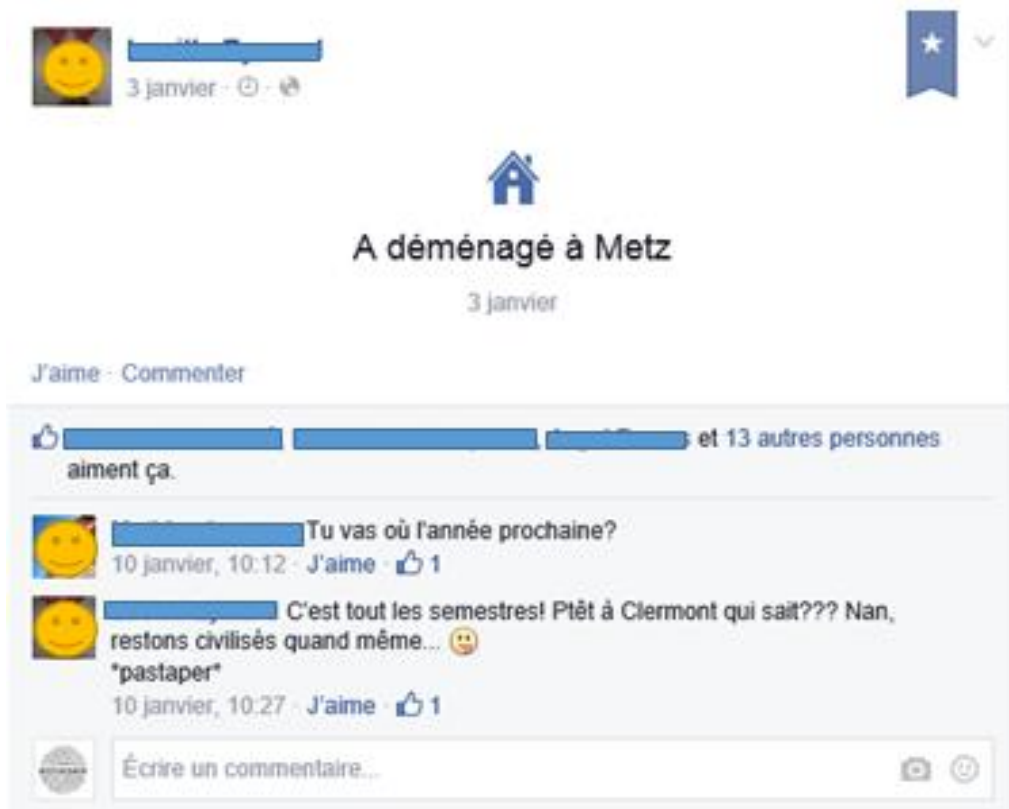 3 janvier
A déménagé à Metz
3 janvier
J'aime · Commenter
et 13 autres personnes
aiment ça.
Tu vas où l'année prochaine?
10 janvier, 10:12 · J'aime · 1
C'est tout les semestres! Ptêt à Clermont qui sait??? Nan,
restons civilisés quand même...
*pastaper*
10 janvier, 10:27 · J'aime · 1
Écrire un commentaire...